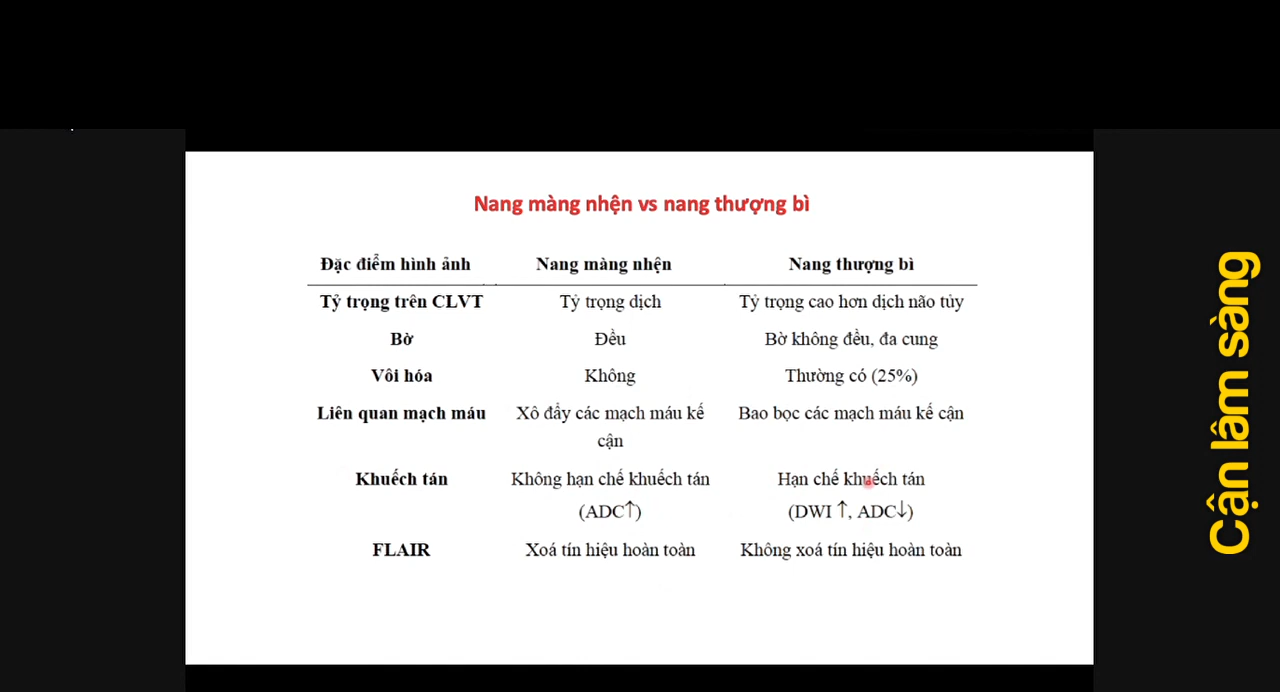 Nang màng nhện vs nang thượng bì
Đặc điểm hình ảnh Nang màng nhện Nang thượng bì
Tỷ trọng trên CLVT Tỷ trọng dịch Tỷ trọng cao hơn dịch não tủy
Bờ Đều Bờ không đều, đa cung
Vôi hóa Không Thường có (25%)
Liên quan mạch máu Xô đẩy các mạch máu kế cận Bao bọc các mạch máu kế cận
Khuếch tán Không hạn chế khuếch tán Hạn chế khuếch tán
(ADC↑) (DWI ↑, ADC↓)
FLAIR Xoá tín hiệu hoàn toàn Không xoá tín hiệu hoàn toàn
Cận lâm sàng